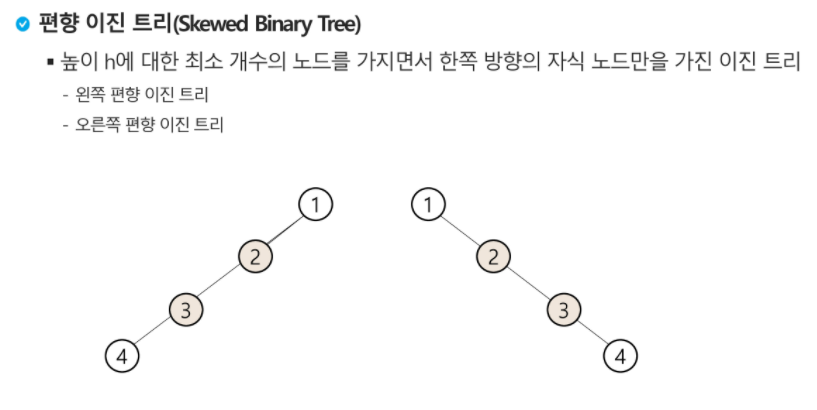 편향 이진 트리(Skewed Binary Tree)
▪ 높이 h에 대한 최소 개수의 노드를 가지면서 한쪽 방향의 자식 노드만을 가진 이진 트리
- 왼쪽 편향 이진 트리
- 오른쪽 편향 이진 트리
1 1
2 2
3 3
4 4